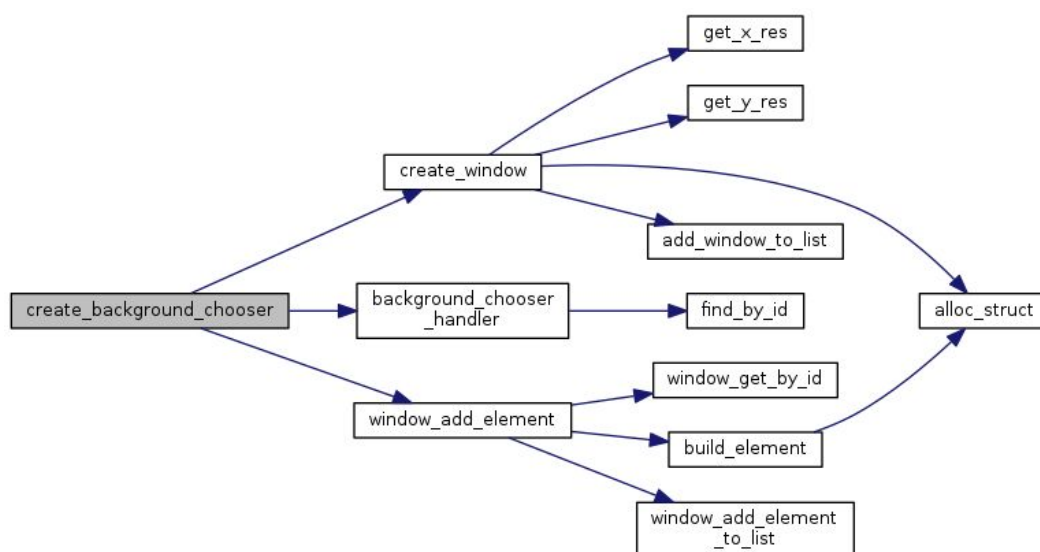 get_x_res
get_y_res
create_window
add_window_to_list
create_background_chooser
background_chooser
_handler
find_by_id
alloc_struct
window_get_by_id
window_add_element
build_element
window_add_element
_to_list